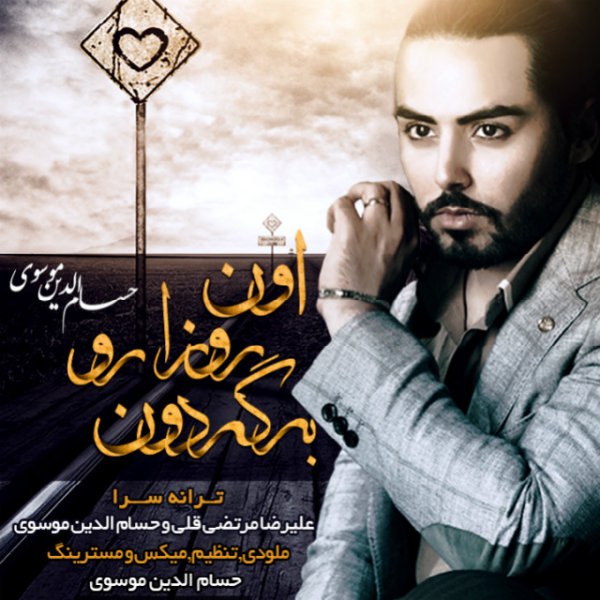 حسام الدین موسوی
اون
روزا رو
برگردون
ترانه سرا
علیرضا مرتضی قلی و حسام الدین موسوی
ملودی,تنظیم,میکس و مسترینگ
حسام الدین موسوی